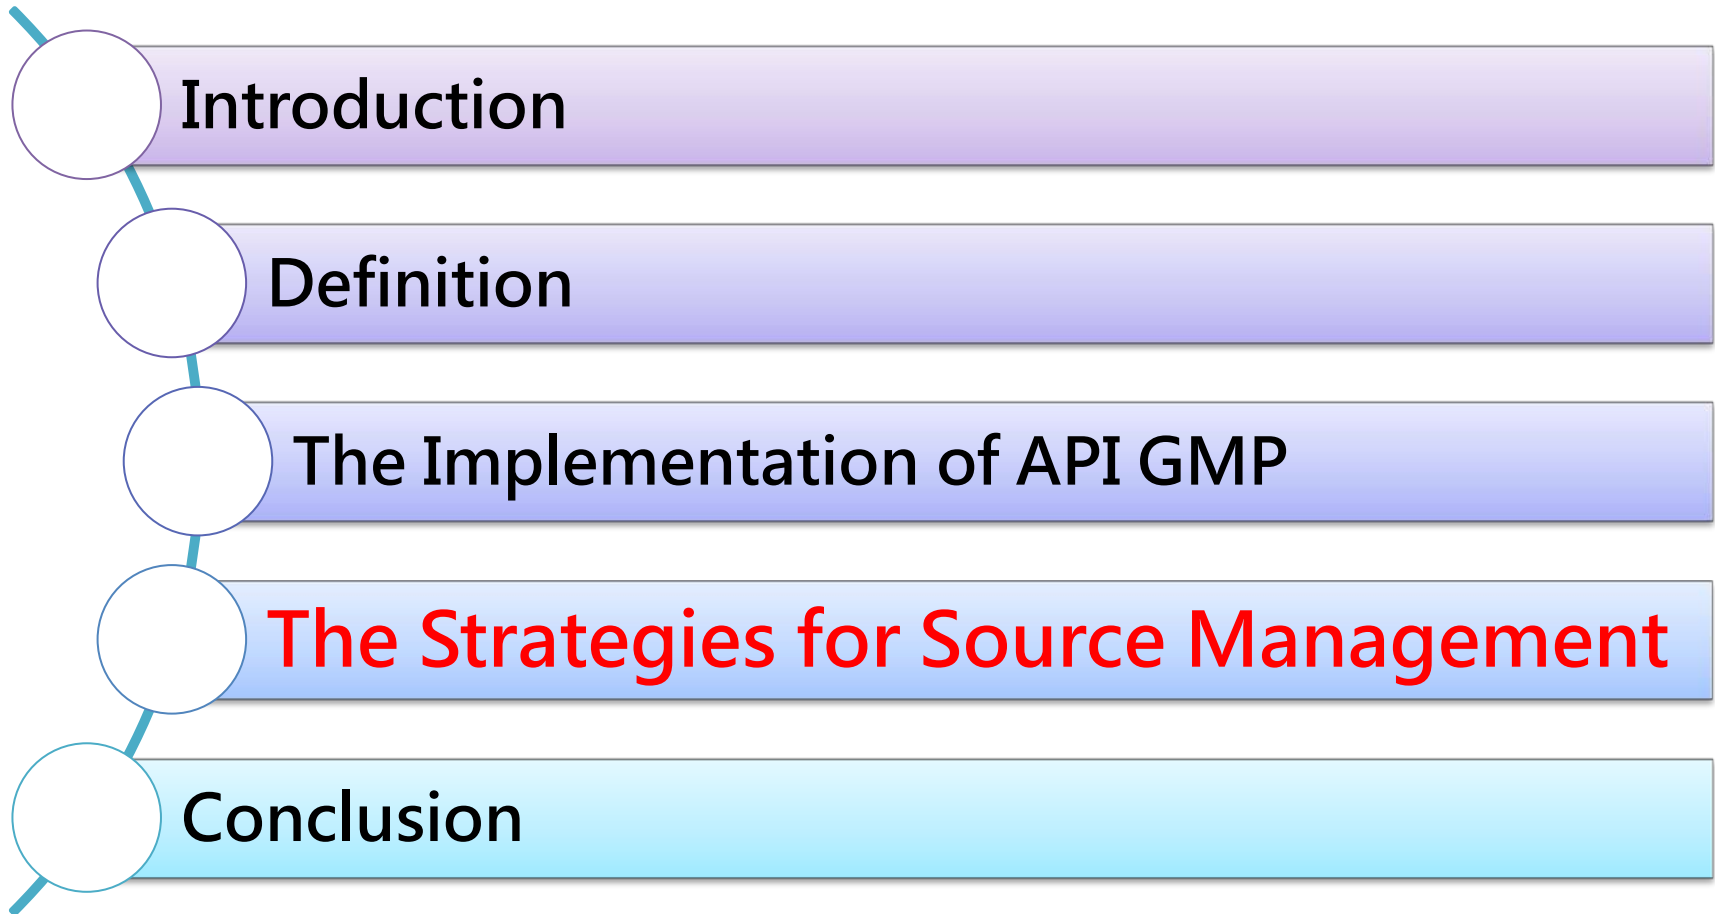 Introduction
Definition
The Implementation of API GMP
The Strategies for Source Management
Conclusion